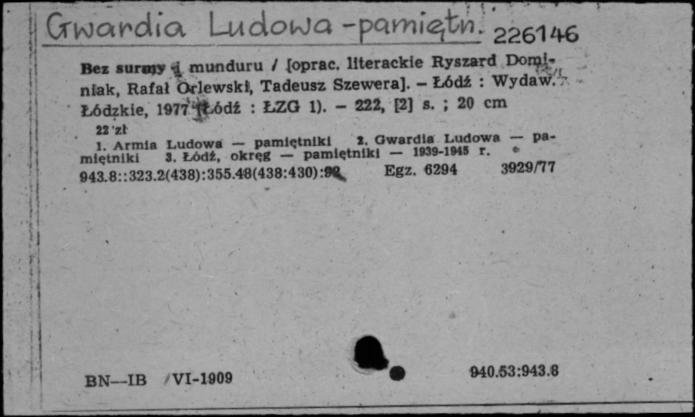 Gwardia Ludowa - pamiętn. 226146
Bez surmy i munduru / [oprac. literackie Ryszard Domi-
niak, Rafał Orlewski, Tadeusz Szewera]. — Łódź : Wydaw.
Łódzkie, 1977 (Łódź : ŁZG 1). — 222, [2] s. ; 20 cm
22 zł
1. Armia Ludowa — pamiętniki 2. Gwardia Ludowa — pa-
miętniki 3. Łódź, okręg — pamiętniki — 1939-1945 r.
943.8::323.2(438):355.48(438:430): Egz. 6294 3929/77
BN—IB /VI-1909 940.53:943.8